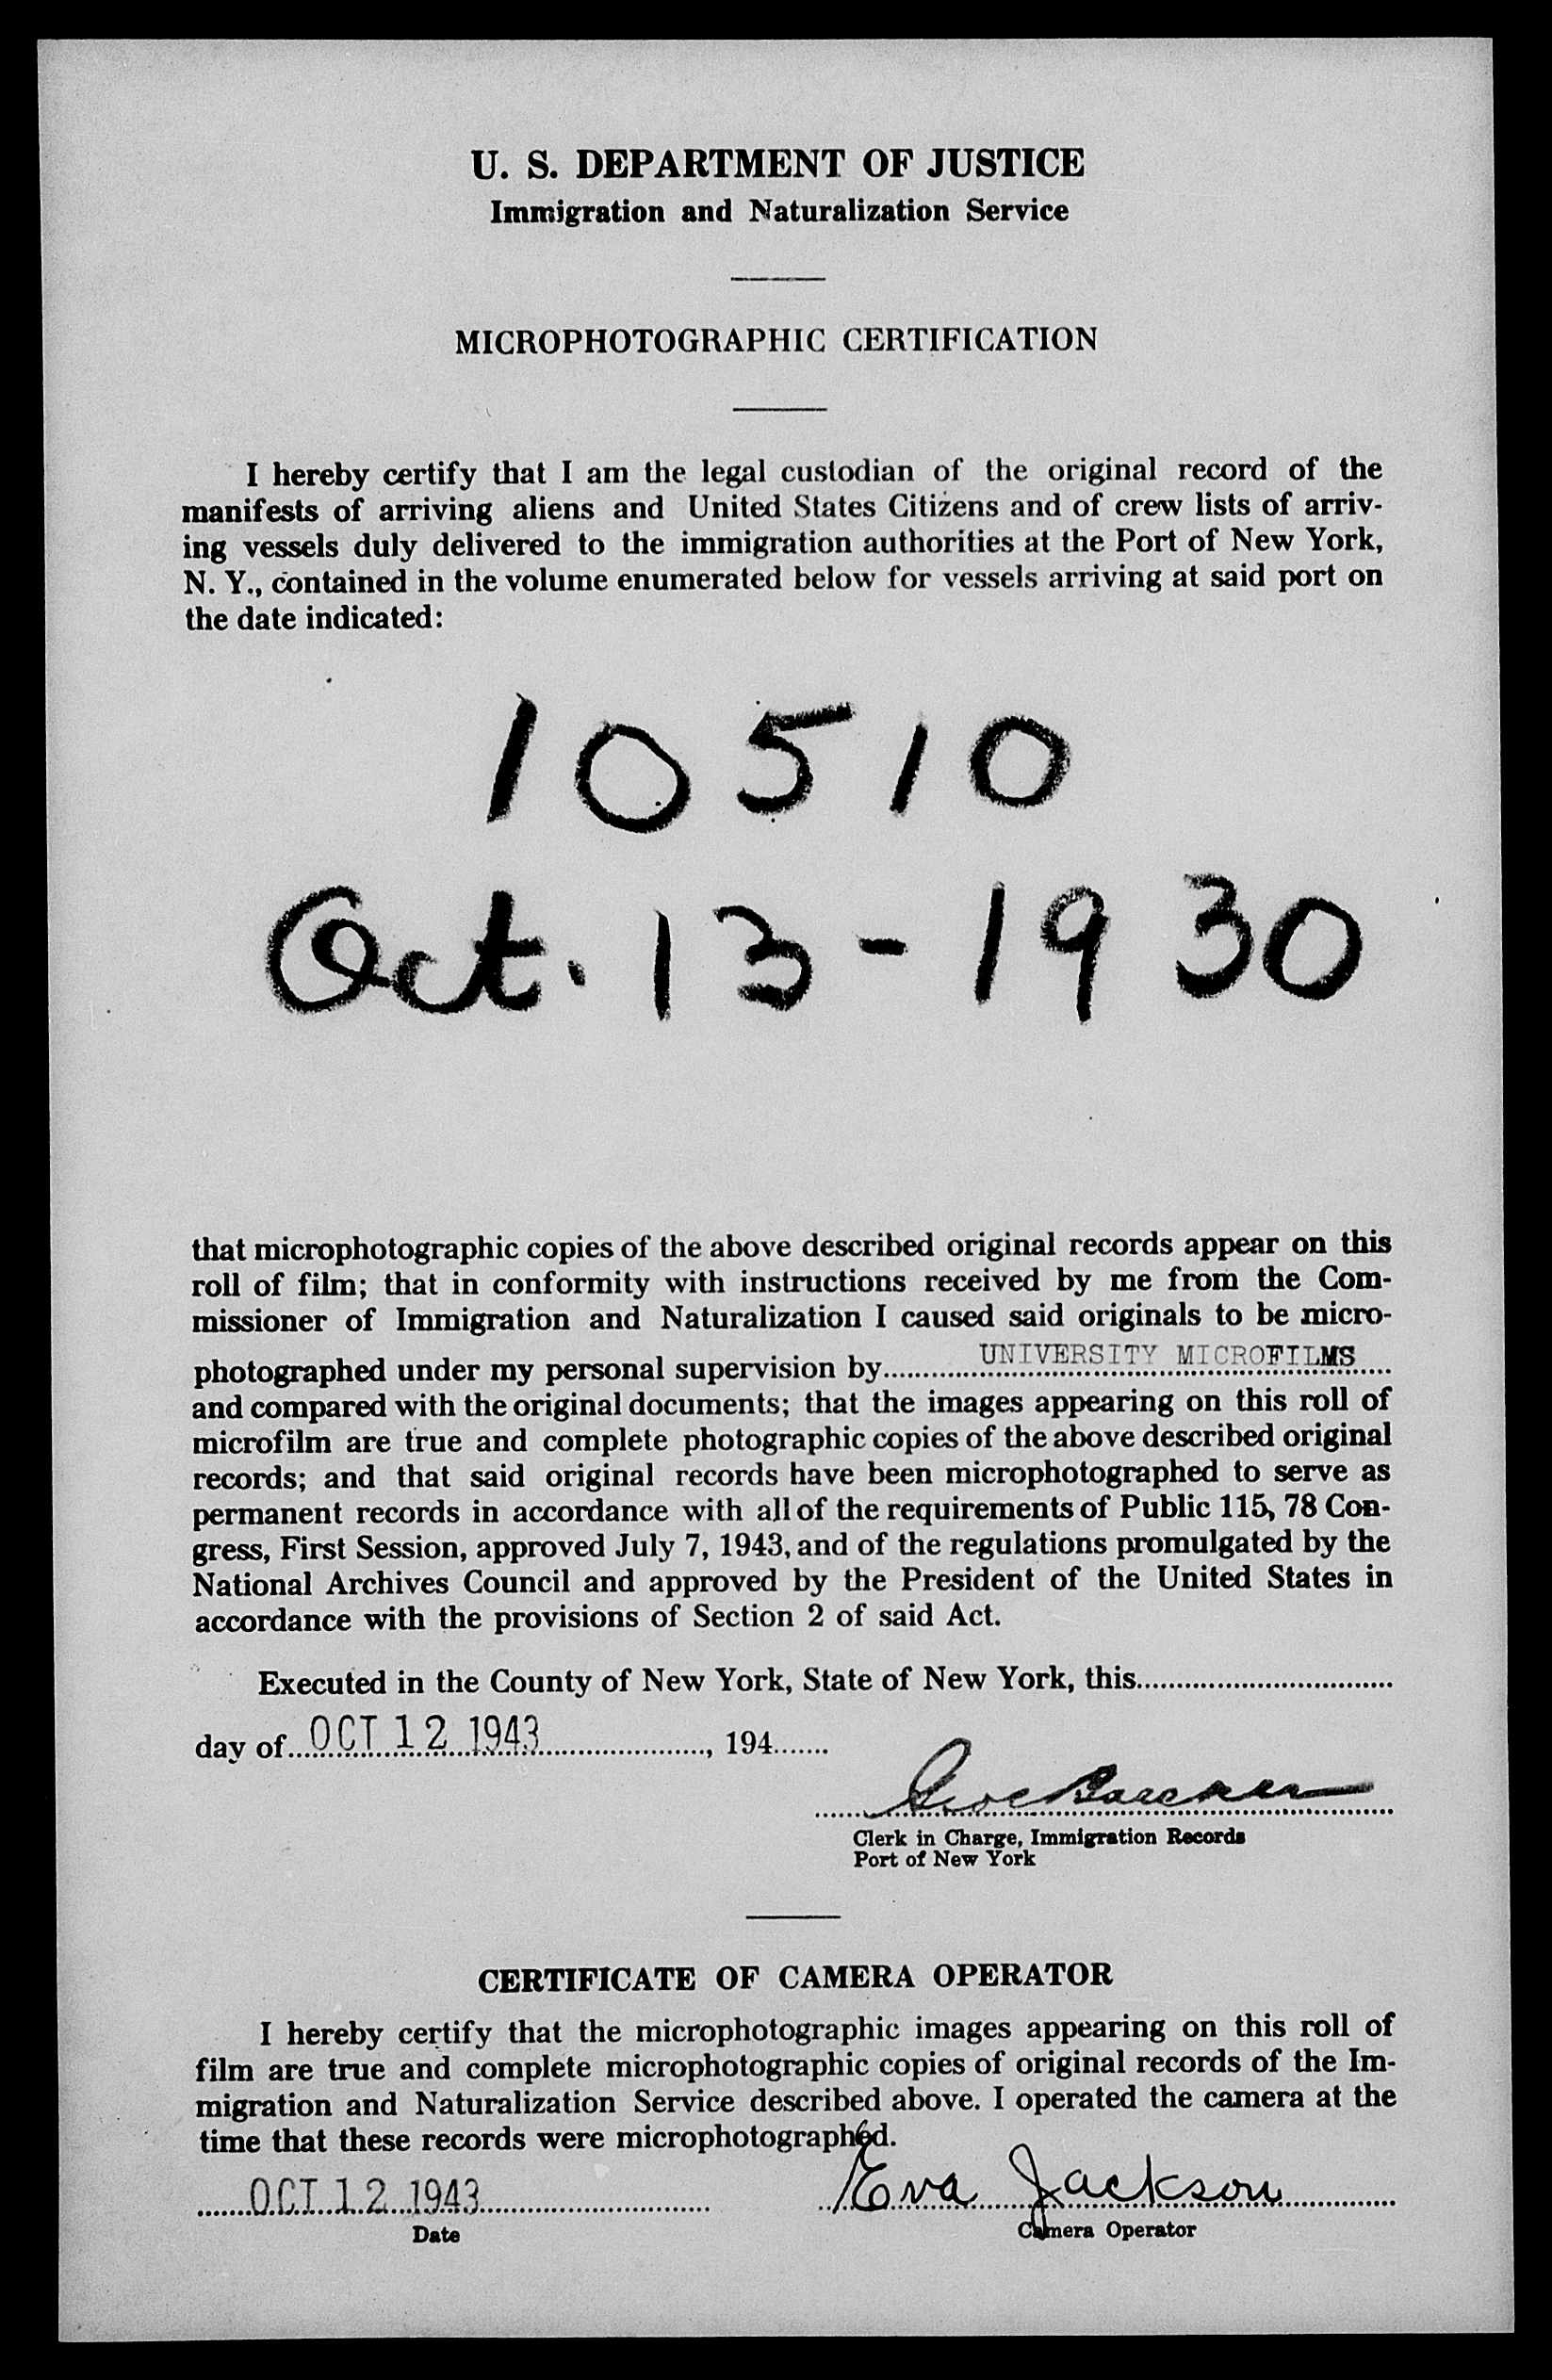 U. S. DEPARTMENT OF JUSTICE
Immigration and Naturalization Service
MICROPHOTOGRAPHIC CERTIFICATION
I hereby certify that I am the legal custodian of the original record of the
manifests of arriving aliens and United States Citizens and of crew lists of arriv-
ing vessels duly delivered to the immigration authorities at the Port of New York,
N. Y., contained in the volume enumerated below for vessels arriving at said port on
the date indicated:
10510
Oct. 13-1930
that microphotographic copies of the above described original records appear on this
roll of film; that in conformity with instructions received by me from the Com-
missioner of Immigration and Naturalization I caused said originals to be micro-
photographed under my personal supervision by UNIVERSITY MICROFILMS
and compared with the original documents; that the images appearing on this roll of
microfilm are true and complete photographic copies of the above described original
records; and that said original records have been microphotographed to serve as
permanent records in accordance with all of the requirements of Public 115, 78 Con-
gress, First Session, approved July 7, 1943, and of the regulations promulgated by the
National Archives Council and approved by the President of the United States in
accordance with the provisions of Section 2 of said Act.
Executed in the County of New York, State of New York, this
day of OCT 12 1943, 194
Clerk in Charge, Immigration Records
Port of New York
CERTIFICATE OF CAMERA OPERATOR
I hereby certify that the microphotographic images appearing on this roll of
film are true and complete microphotographic copies of original records of the Im-
migration and Naturalization Service described above. I operated the camera at the
time that these records were microphotographed.
OCT 12 1943 Eva Jackson
Date Camera Operator